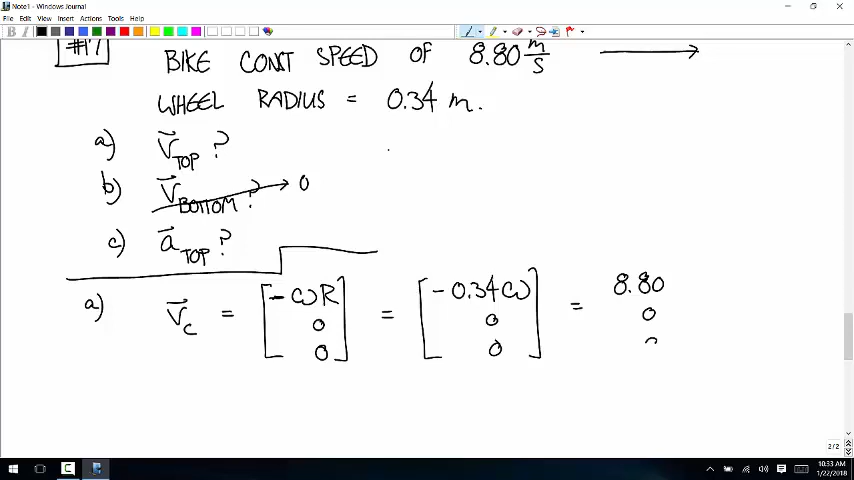 Note1 - Windows Journal
File Edit View Insert Actions Tools Help
B I
#17 BIKE CONST SPEED OF 8.80 m/s →
WHEEL RADIUS = 0.34 m.
a) v⃗TOP ?
b) v⃗BOTTOM ? → 0
c) a⃗TOP ?
a) v⃗C = [-ωR 0 0] = [-0.34ω 0 0] = 8.80 0
2/2
10:33 AM
1/22/2018